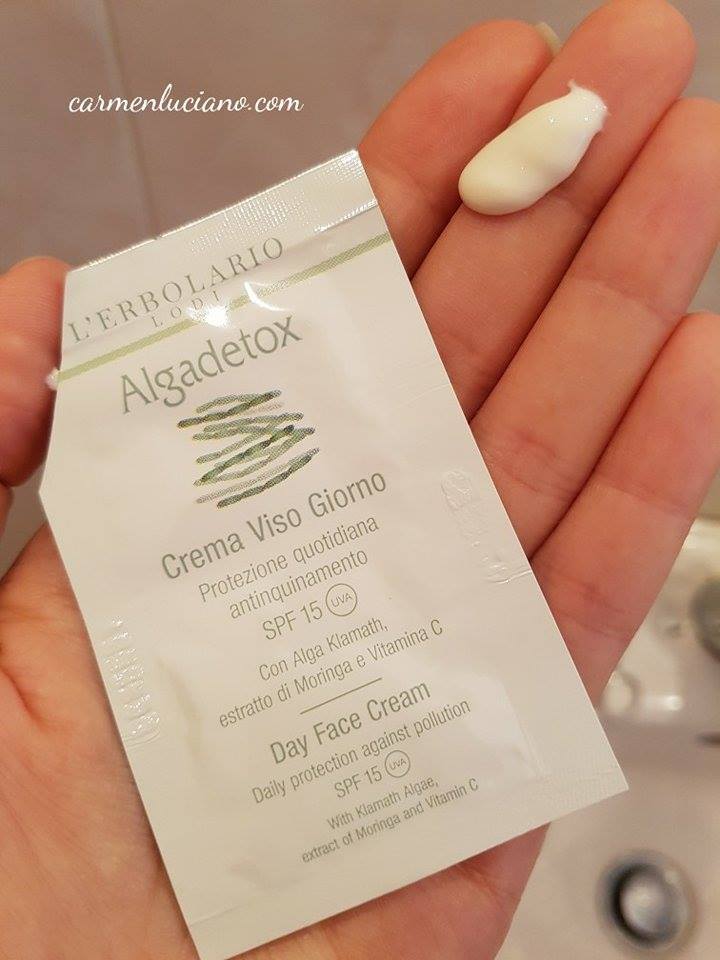 carmenluciano.com
L'ERBOLARIO
LODI
Algadetox
Crema Viso Giorno
Protezione quotidiana
antinquinamento
SPF 15 UVA
Con Alga Klamath,
estratto di Moringa e Vitamina C
Day Face Cream
Daily protection against pollution
SPF 15 UVA
With Klamath Algae,
extract of Moringa and Vitamin C